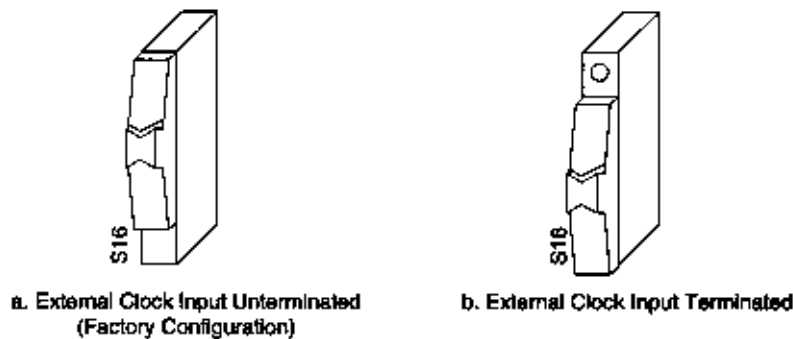 S16
a. External Clock Input Unterminated
(Factory Configuration)
S16
b. External Clock Input Terminated